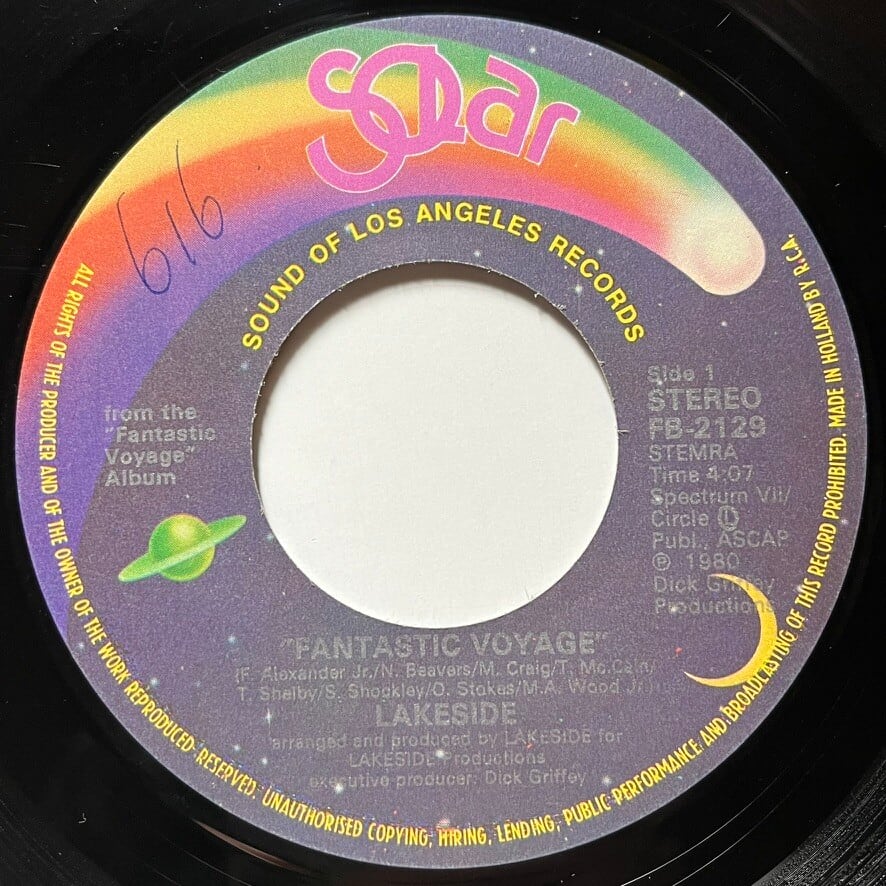 Solar
616
SOUND OF LOS ANGELES RECORDS
from the
"Fantastic
Voyage"
Album
Side 1
STEREO
FB-2129
STEMRA
Time 4:07
Spectrum VII/
Circle L
Publ., ASCAP
℗ 1980
Dick Griffey
Productions
"FANTASTIC VOYAGE"
(F. Alexander Jr./N. Beavers/M. Craig/T. McCain/
T. Shelby/S. Shockley/O. Stokes/M.A. Wood Jr.)
LAKESIDE
arranged and produced by LAKESIDE for
LAKESIDE Productions
executive producer: Dick Griffey
ALL RIGHTS OF THE PRODUCER AND OF THE OWNER OF THE WORK REPRODUCED RESERVED. UNAUTHORISED COPYING, HIRING, LENDING, PUBLIC PERFORMANCE AND BROADCASTING OF THIS RECORD PROHIBITED. MADE IN HOLLAND BY R.C.A.